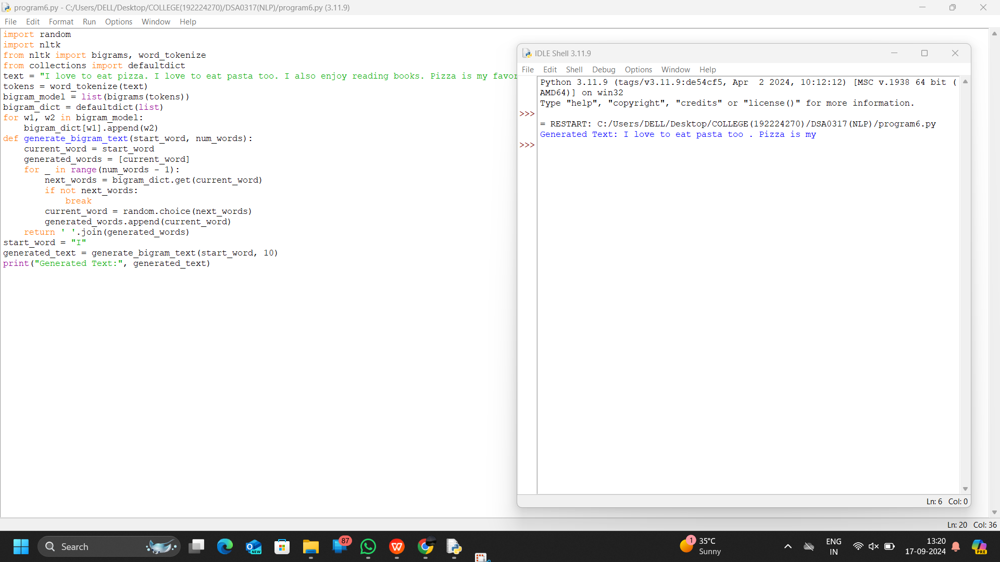 program6.py - C:/Users/DELL/Desktop/COLLEGE(192224270)/DSA0317(NLP)/program6.py (3.11.9)
File Edit Format Run Options Window Help
import random
import nltk
from nltk import bigrams, word_tokenize
from collections import defaultdict
text = "I love to eat pizza. I love to eat pasta too. I also enjoy reading books. Pizza is my favor
tokens = word_tokenize(text)
bigram_model = list(bigrams(tokens))
bigram_dict = defaultdict(list)
for w1, w2 in bigram_model:
    bigram_dict[w1].append(w2)
def generate_bigram_text(start_word, num_words):
    current_word = start_word
    generated_words = [current_word]
    for _ in range(num_words - 1):
        next_words = bigram_dict.get(current_word)
        if not next_words:
            break
        current_word = random.choice(next_words)
        generated_words.append(current_word)
    return ' '.join(generated_words)
start_word = "I"
generated_text = generate_bigram_text(start_word, 10)
print("Generated Text:", generated_text)
IDLE Shell 3.11.9
File Edit Shell Debug Options Window Help
Python 3.11.9 (tags/v3.11.9:de54cf5, Apr  2 2024, 10:12:12) [MSC v.1938 64 bit (
AMD64)] on win32
Type "help", "copyright", "credits" or "license()" for more information.
>>>
= RESTART: C:/Users/DELL/Desktop/COLLEGE(192224270)/DSA0317(NLP)/program6.py
Generated Text: I love to eat pasta too . Pizza is my
>>>
Ln: 6 Col: 0
Ln: 20 Col: 36
Search
NEW
87
W
1
35°C
Sunny
ENG
IN
13:20
17-09-2024
PRE